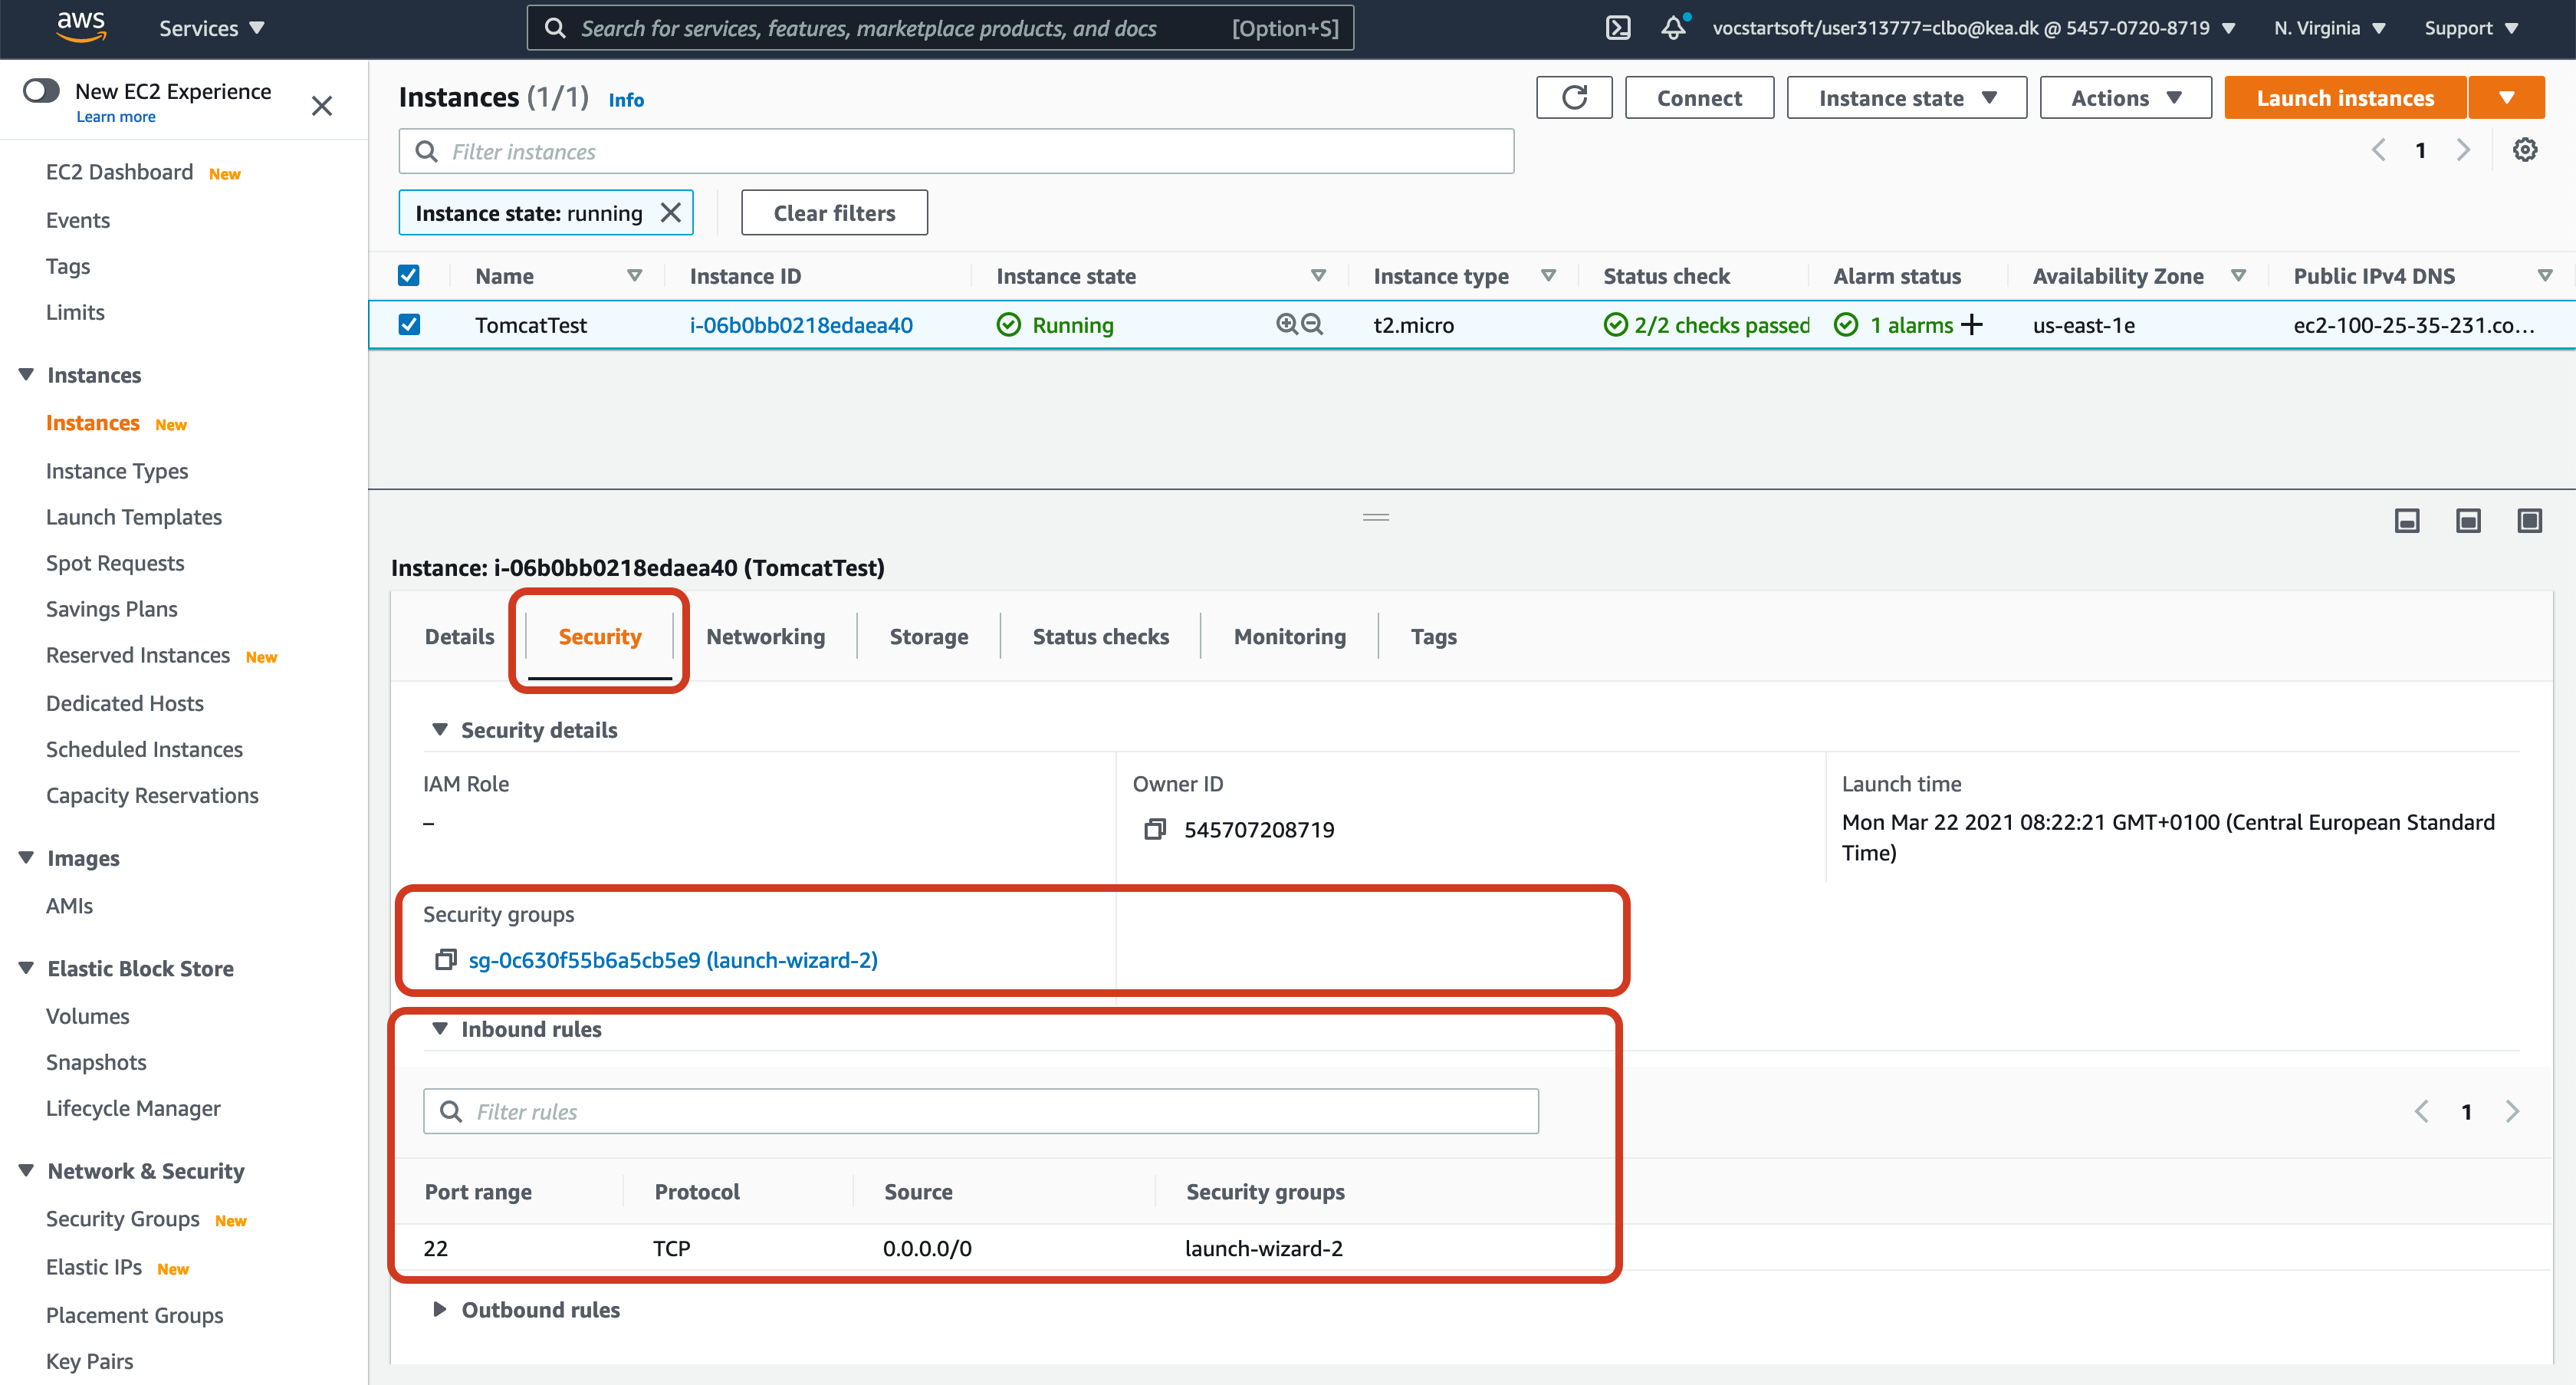 aws
Services
Search for services, features, marketplace products, and docs [Option+S]
vocstartsoft/user313777=clbo@kea.dk @ 5457-0720-8719
N. Virginia
Support
New EC2 Experience
Learn more
EC2 Dashboard New
Events
Tags
Limits
Instances
Instances New
Instance Types
Launch Templates
Spot Requests
Savings Plans
Reserved Instances New
Dedicated Hosts
Scheduled Instances
Capacity Reservations
Images
AMIs
Elastic Block Store
Volumes
Snapshots
Lifecycle Manager
Network & Security
Security Groups New
Elastic IPs New
Placement Groups
Key Pairs
Instances (1/1) Info
Connect
Instance state
Actions
Launch instances
Filter instances
1
Instance state: running
Clear filters
Name Instance ID Instance state Instance type Status check Alarm status Availability Zone Public IPv4 DNS
TomcatTest i-06b0bb0218edaea40 Running t2.micro 2/2 checks passed 1 alarms + us-east-1e ec2-100-25-35-231.co...
Instance: i-06b0bb0218edaea40 (TomcatTest)
Details Security Networking Storage Status checks Monitoring Tags
Security details
IAM Role
–
Owner ID
545707208719
Launch time
Mon Mar 22 2021 08:22:21 GMT+0100 (Central European Standard
Time)
Security groups
sg-0c630f55b6a5cb5e9 (launch-wizard-2)
Inbound rules
Filter rules
1
Port range Protocol Source Security groups
22 TCP 0.0.0.0/0 launch-wizard-2
Outbound rules